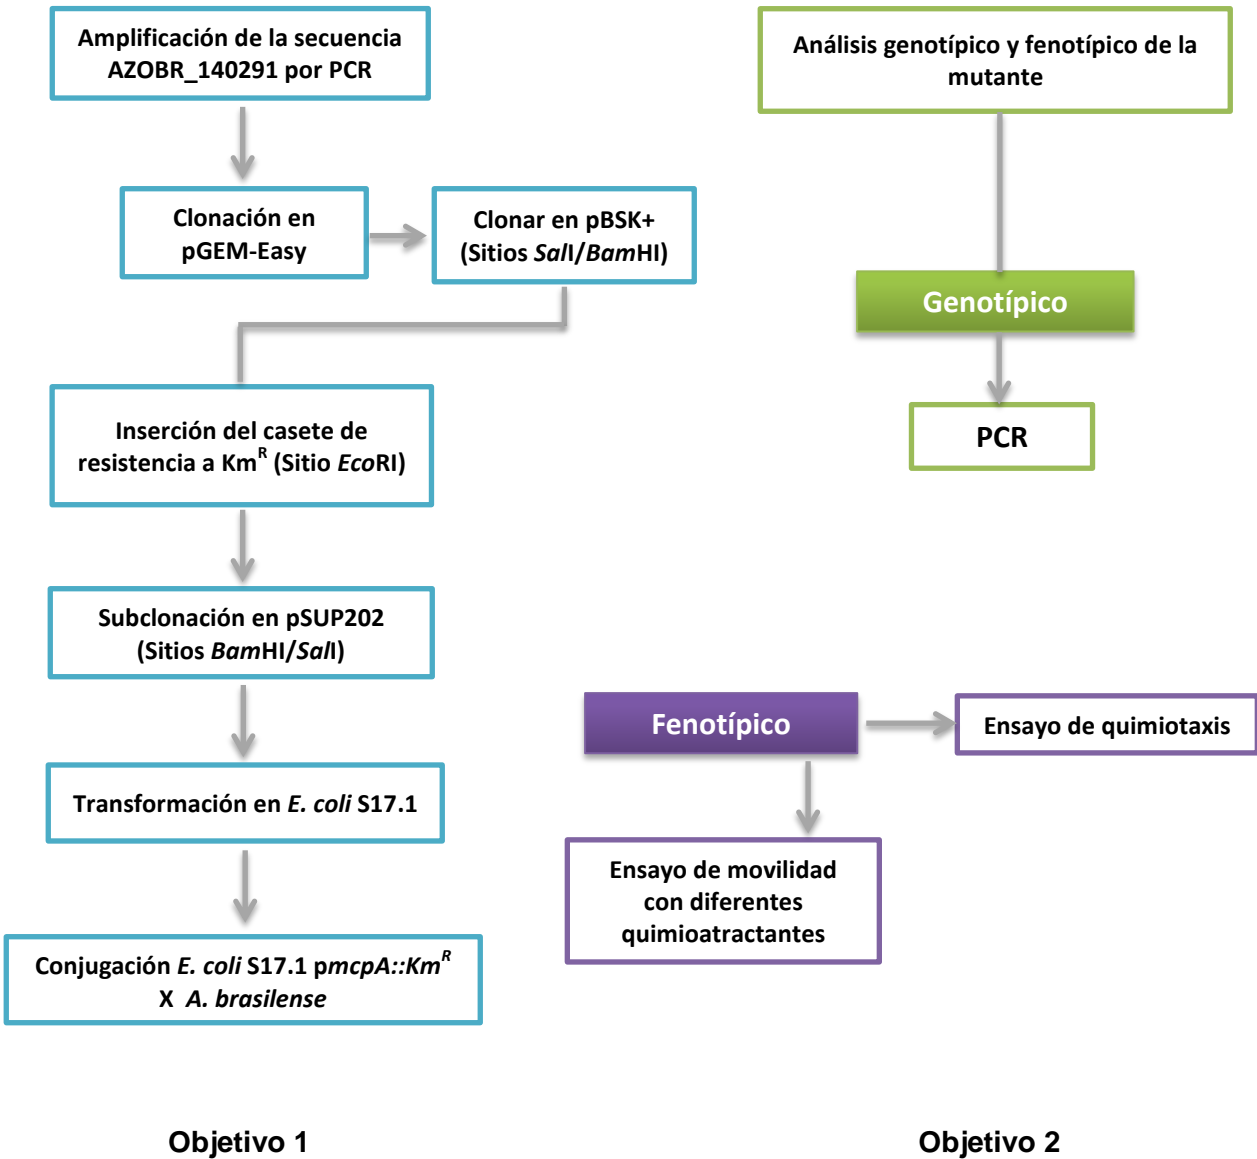 Amplificación de la secuencia
AZOBR_140291 por PCR
Clonación en
pGEM-Easy
Clonar en pBSK+
(Sitios SalI/BamHI)
Inserción del casete de
resistencia a Km^R (Sitio EcoRI)
Subclonación en pSUP202
(Sitios BamHI/SalI)
Transformación en E. coli S17.1
Conjugación E. coli S17.1 pmcpA::Km^R
X A. brasilense
Objetivo 1
Análisis genotípico y fenotípico de la
mutante
Genotípico
PCR
Fenotípico
Ensayo de quimiotaxis
Ensayo de movilidad
con diferentes
quimioatractantes
Objetivo 2